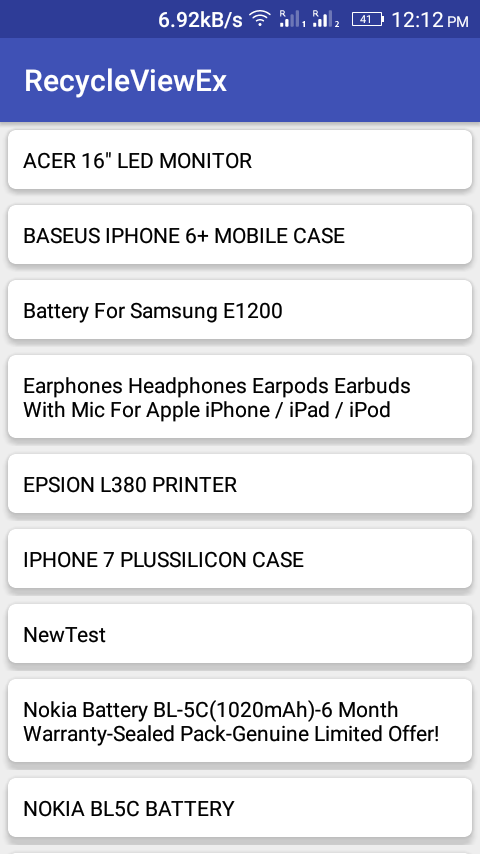 6.92kB/s R 1 R 2 41 12:12 PM
RecycleViewEx
ACER 16" LED MONITOR
BASEUS IPHONE 6+ MOBILE CASE
Battery For Samsung E1200
Earphones Headphones Earpods Earbuds
With Mic For Apple iPhone / iPad / iPod
EPSION L380 PRINTER
IPHONE 7 PLUSSILICON CASE
NewTest
Nokia Battery BL-5C(1020mAh)-6 Month
Warranty-Sealed Pack-Genuine Limited Offer!
NOKIA BL5C BATTERY